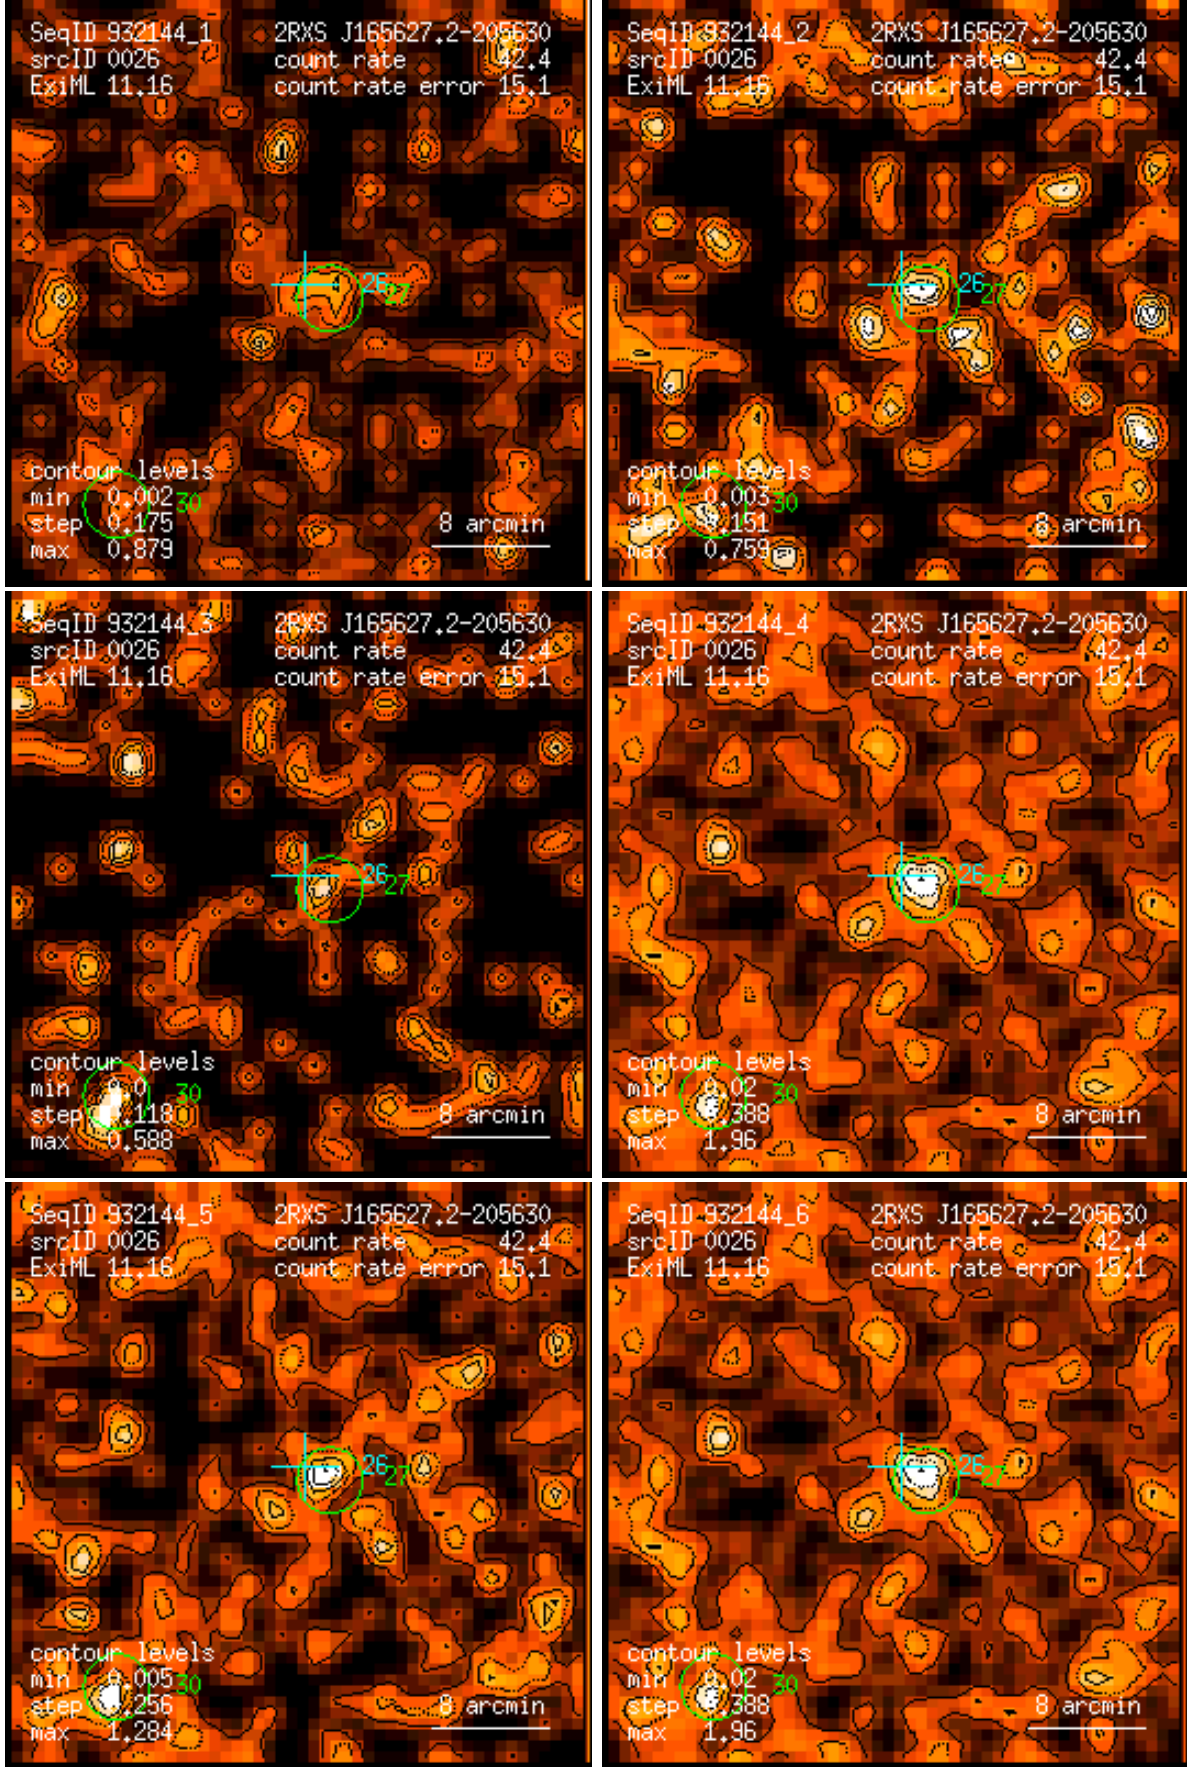 SeqID 932144_1 2RXS J165627.2-205630
srcID 0026 count rate 42.4
ExiML 11.16 count rate error 15.1
26 27
contour levels
min 0.002 30
step 0.175 8 arcmin
max 0.879
SeqID 932144_2 2RXS J165627.2-205630
srcID 0026 count rate 42.4
ExiML 11.16 count rate error 15.1
26 27
contour levels
min 0.003 30
step 0.151 8 arcmin
max 0.759
SeqID 932144_3 2RXS J165627.2-205630
srcID 0026 count rate 42.4
ExiML 11.16 count rate error 15.1
26 27
contour levels
min 0.0 30
step 0.118 8 arcmin
max 0.588
SeqID 932144_4 2RXS J165627.2-205630
srcID 0026 count rate 42.4
ExiML 11.16 count rate error 15.1
26 27
contour levels
min 0.02 30
step 0.388 8 arcmin
max 1.96
SeqID 932144_5 2RXS J165627.2-205630
srcID 0026 count rate 42.4
ExiML 11.16 count rate error 15.1
26 27
contour levels
min 0.005 30
step 0.256 8 arcmin
max 1.284
SeqID 932144_6 2RXS J165627.2-205630
srcID 0026 count rate 42.4
ExiML 11.16 count rate error 15.1
26 27
contour levels
min 0.02 30
step 0.388 8 arcmin
max 1.96